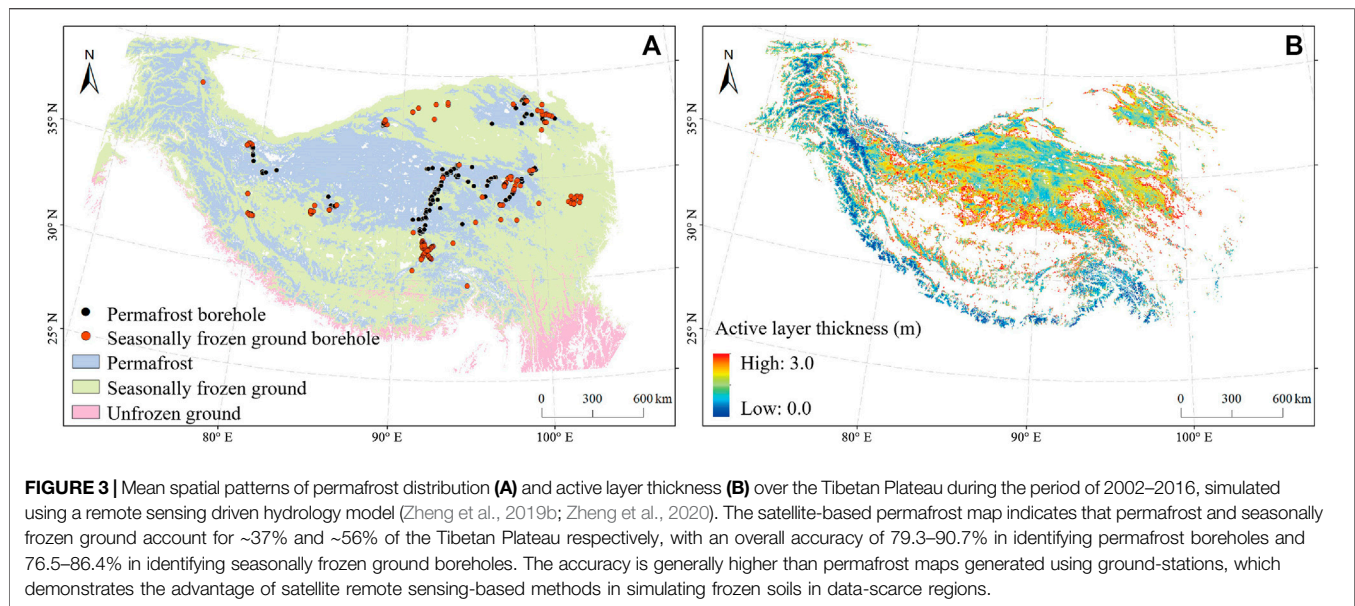 A
N
35° N
30° N
25° N
Permafrost borehole
Seasonally frozen ground borehole
Permafrost
Seasonally frozen ground
Unfrozen ground
0 300 600 km
80° E 90° E 100° E
B
N
35° N
30° N
25° N
Active layer thickness (m)
High: 3.0
Low: 0.0
0 300 600 km
80° E 90° E 100° E
FIGURE 3 | Mean spatial patterns of permafrost distribution (A) and active layer thickness (B) over the Tibetan Plateau during the period of 2002–2016, simulated
using a remote sensing driven hydrology model (Zheng et al., 2019b; Zheng et al., 2020). The satellite-based permafrost map indicates that permafrost and seasonally
frozen ground account for ~37% and ~56% of the Tibetan Plateau respectively, with an overall accuracy of 79.3–90.7% in identifying permafrost boreholes and
76.5–86.4% in identifying seasonally frozen ground boreholes. The accuracy is generally higher than permafrost maps generated using ground-stations, which
demonstrates the advantage of satellite remote sensing-based methods in simulating frozen soils in data-scarce regions.